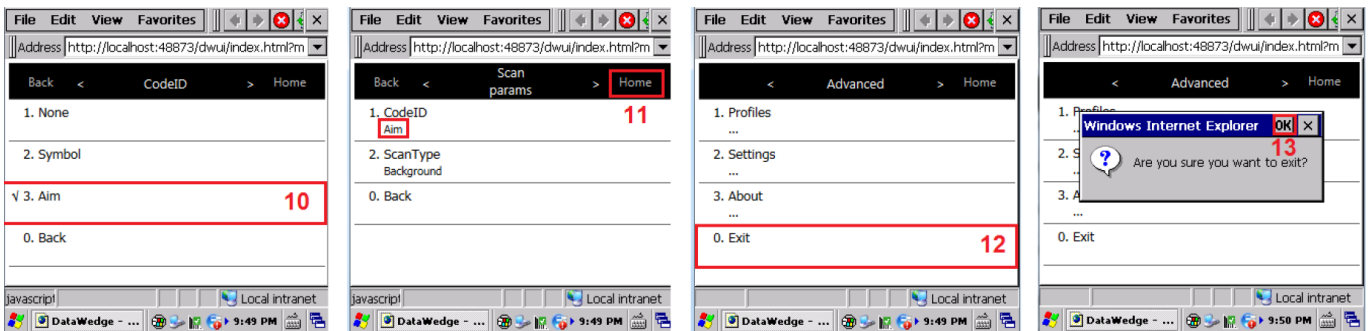 File Edit View Favorites
Address http://localhost:48873/dwui/index.html?m
Back < CodeID > Home
1. None
2. Symbol
√ 3. Aim
10
0. Back
javascript
Local intranet
DataWedge - ... 9:49 PM
File Edit View Favorites
Address http://localhost:48873/dwui/index.html?m
Back < Scan params > Home
11
1. CodeID
Aim
2. ScanType
Background
0. Back
javascript
Local intranet
DataWedge - ... 9:49 PM
File Edit View Favorites
Address http://localhost:48873/dwui/index.html?m
< Advanced > Home
1. Profiles
...
2. Settings
...
3. About
...
0. Exit
12
Local intranet
DataWedge - ... 9:49 PM
File Edit View Favorites
Address http://localhost:48873/dwui/index.html?m
< Advanced > Home
1. Profiles
Windows Internet Explorer OK
13
2. S
Are you sure you want to exit?
3. A
...
0. Exit
Local intranet
DataWedge - ... 9:50 PM